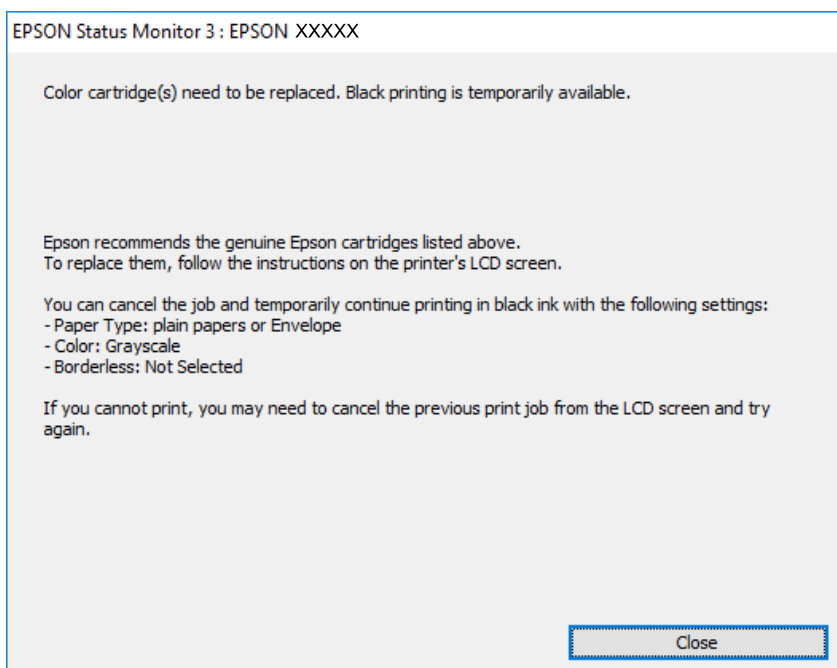 EPSON Status Monitor 3 : EPSON XXXXX
Color cartridge(s) need to be replaced. Black printing is temporarily available.
Epson recommends the genuine Epson cartridges listed above.
To replace them, follow the instructions on the printer's LCD screen.
You can cancel the job and temporarily continue printing in black ink with the following settings:
- Paper Type: plain papers or Envelope
- Color: Grayscale
- Borderless: Not Selected
If you cannot print, you may need to cancel the previous print job from the LCD screen and try
again.
Close